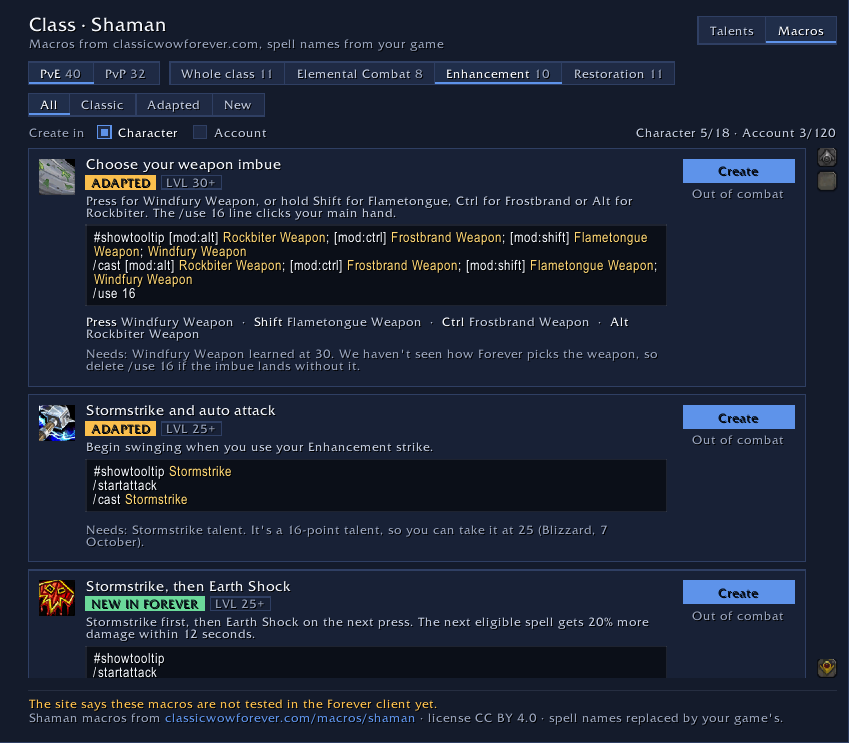 Class · Shaman
Macros from classicwowforever.com, spell names from your game
Talents Macros
PvE 40 PvP 32 Whole class 11 Elemental Combat 8 Enhancement 10 Restoration 11
All Classic Adapted New
Create in Character Account
Character 5/18 · Account 3/120
Choose your weapon imbue
ADAPTED LVL 30+
Press for Windfury Weapon, or hold Shift for Flametongue, Ctrl for Frostbrand or Alt for
Rockbiter. The /use 16 line clicks your main hand.
#showtooltip [mod:alt] Rockbiter Weapon; [mod:ctrl] Frostbrand Weapon; [mod:shift] Flametongue
Weapon; Windfury Weapon
/cast [mod:alt] Rockbiter Weapon; [mod:ctrl] Frostbrand Weapon; [mod:shift] Flametongue Weapon;
Windfury Weapon
/use 16
Press Windfury Weapon · Shift Flametongue Weapon · Ctrl Frostbrand Weapon · Alt
Rockbiter Weapon
Needs: Windfury Weapon learned at 30. We haven't seen how Forever picks the weapon, so
delete /use 16 if the imbue lands without it.
Create
Out of combat
Stormstrike and auto attack
ADAPTED LVL 25+
Begin swinging when you use your Enhancement strike.
#showtooltip Stormstrike
/startattack
/cast Stormstrike
Needs: Stormstrike talent. It's a 16-point talent, so you can take it at 25 (Blizzard, 7
October).
Create
Out of combat
Stormstrike, then Earth Shock
NEW IN FOREVER LVL 25+
Stormstrike first, then Earth Shock on the next press. The next eligible spell gets 20% more
damage within 12 seconds.
#showtooltip
/startattack
Create
Out of combat
The site says these macros are not tested in the Forever client yet.
Shaman macros from classicwowforever.com/macros/shaman · license CC BY 4.0 · spell names replaced by your game's.